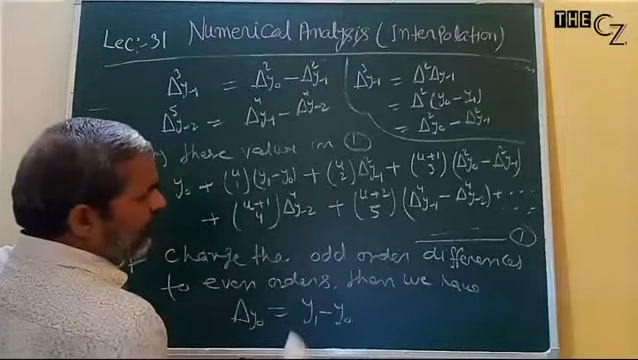 THE CZ
Lec:-31 Numerical Analysis (Interpolation)
Δ³y₋₁ = Δ²y₀ - Δ²y₋₁
Δ⁵y₋₂ = Δ⁴y₋₁ - Δ⁴y₋₂
Δ³y₋₁ = Δ²Δy₋₁
= Δ²(y₀ - y₋₁)
= Δ²y₀ - Δ²y₋₁
these values in ①
y₀ + (u 1)(y₁-y₀) + (u 2)Δ²y₋₁ + (u+1 3)(Δ²y₀ - Δ²y₋₁)
+ (u+1 4)Δ⁴y₋₂ + (u+2 5)(Δ⁴y₋₁ - Δ⁴y₋₂) + ...
①
change the odd order differences
to even orders, then we have
Δy₀ = y₁ - y₀